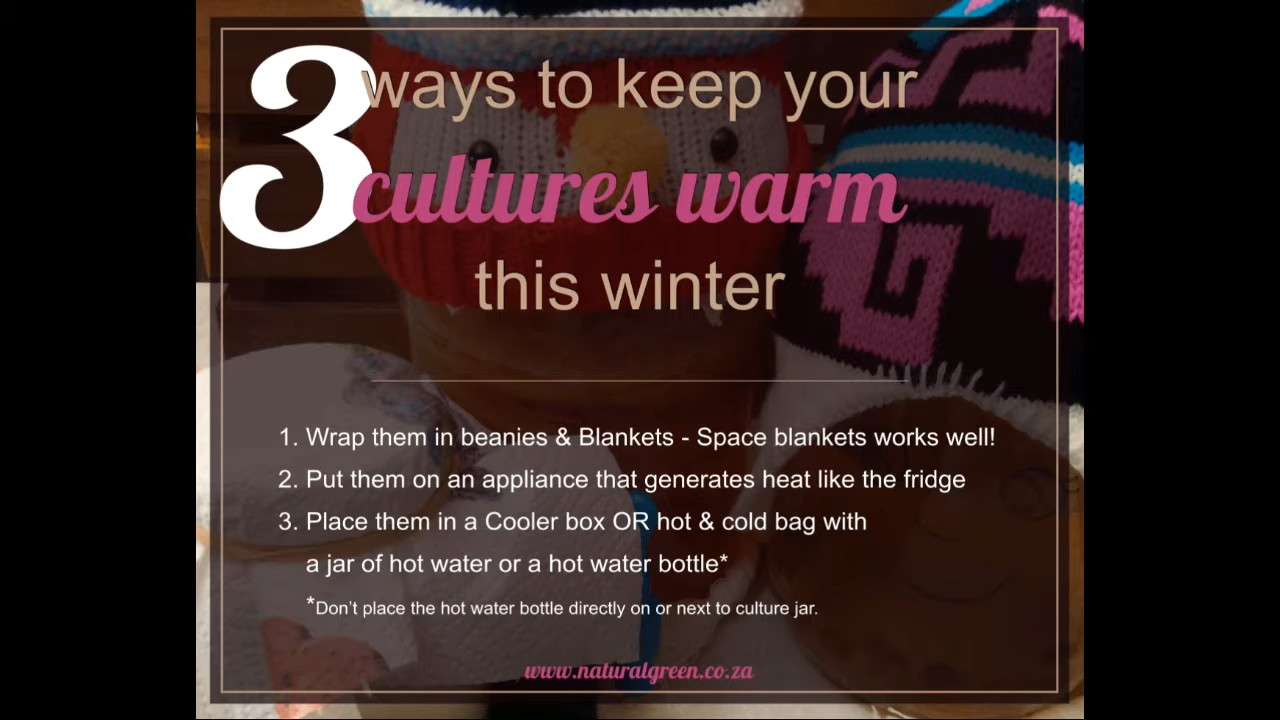 3 ways to keep your
cultures warm
this winter
1. Wrap them in beanies & Blankets - Space blankets works well!
2. Put them on an appliance that generates heat like the fridge
3. Place them in a Cooler box OR hot & cold bag with
a jar of hot water or a hot water bottle*
*Don't place the hot water bottle directly on or next to culture jar.
www.naturalgreen.co.za